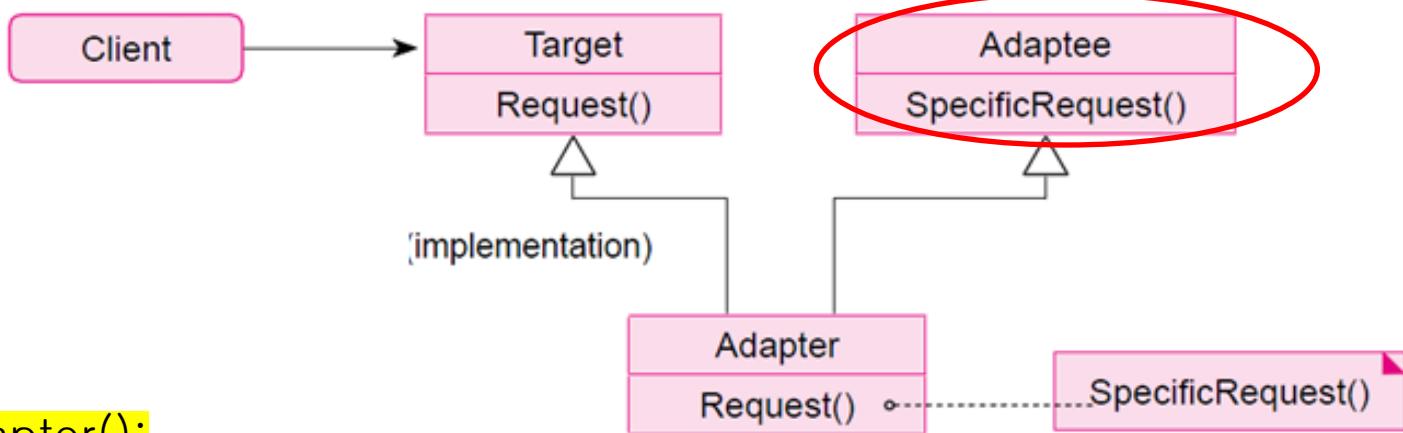 Client
Target
Request()
Adaptee
SpecificRequest()
(implementation)
Adapter
Request()
SpecificRequest()